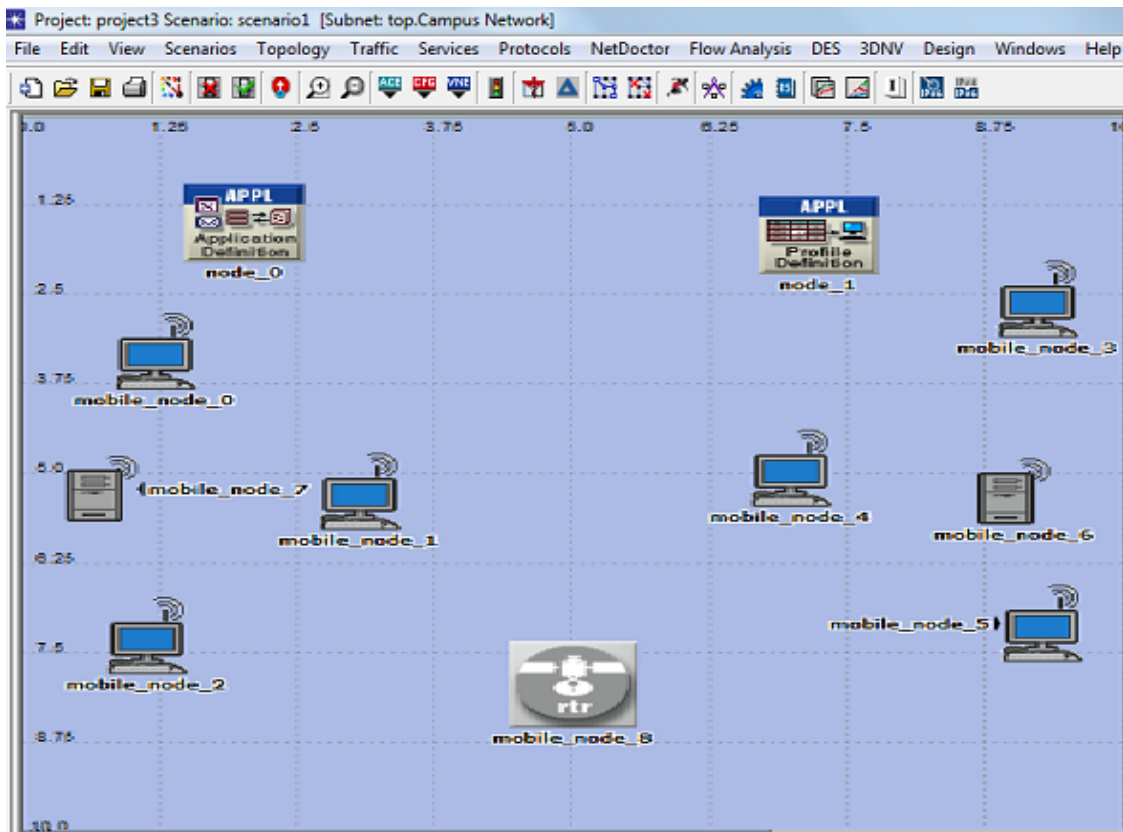 Project: project3 Scenario: scenario1 [Subnet: top.Campus Network]
File Edit View Scenarios Topology Traffic Services Protocols NetDoctor Flow Analysis DES 3DNV Design Windows Help
ACE CFG VNE
1.25 2.5 3.75 5.0 6.25 7.5 8.75
1.25
APPL
Application
Definition
node_0
APPL
Profile
Definition
node_1
2.5
mobile_node_3
3.75
mobile_node_0
5.0
mobile_node_7
mobile_node_4
mobile_node_1
mobile_node_6
6.25
mobile_node_5
7.5
mobile_node_2
rtr
mobile_node_8
8.75
10.0